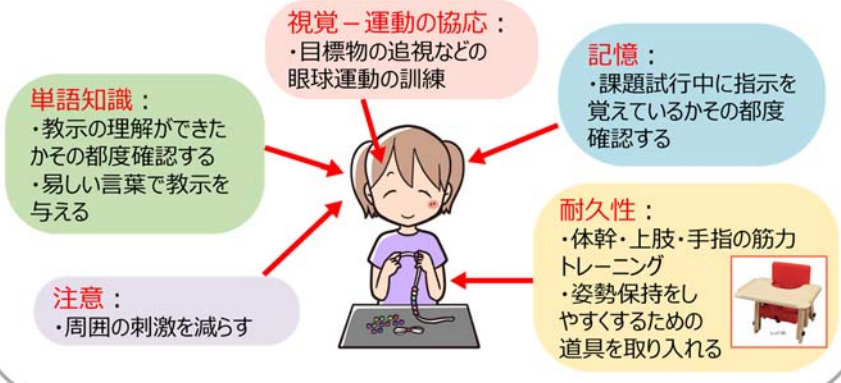 視覚－運動の協応：
・目標物の追視などの
眼球運動の訓練
記憶：
・課題試行中に指示を
覚えているかその都度
確認する
単語知識：
・教示の理解ができた
かその都度確認する
・易しい言葉で教示を
与える
耐久性：
・体幹・上肢・手指の筋力
トレーニング
・姿勢保持をし
やすくするための
道具を取り入れる
注意：
・周囲の刺激を減らす